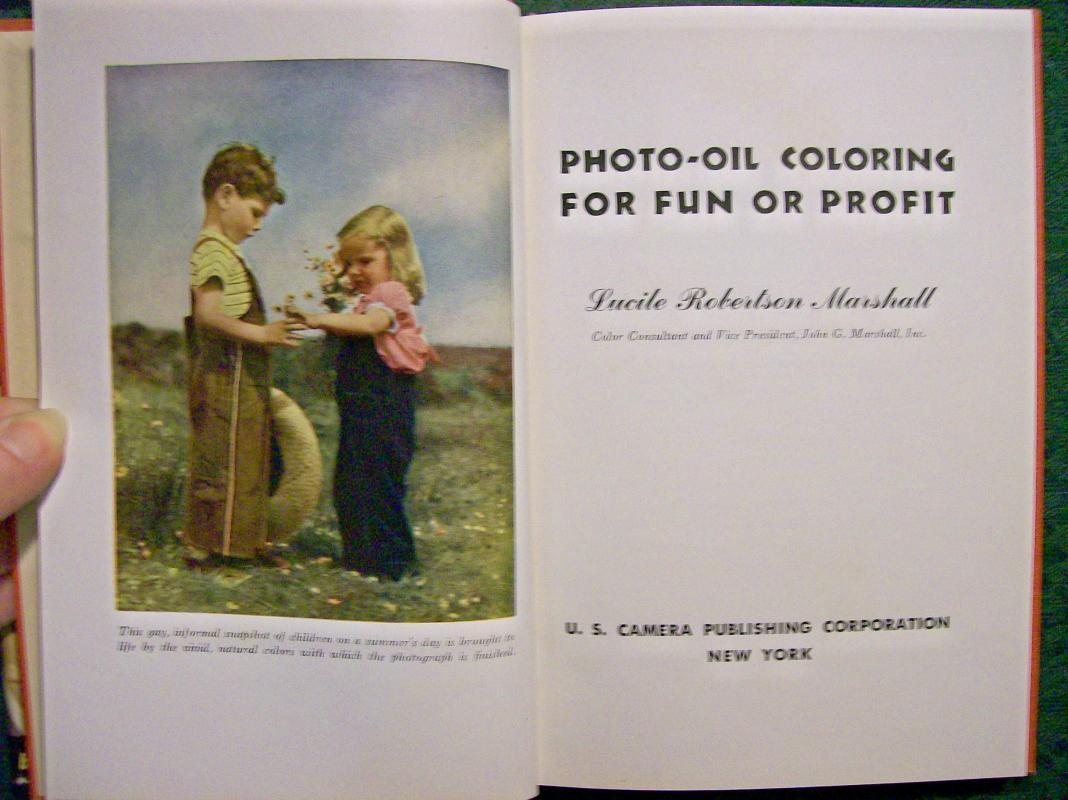 This gay, informal snapshot of children on a summer's day is brought to
life by the vivid, natural colors with which the photograph is finished.
PHOTO-OIL COLORING
FOR FUN OR PROFIT
Lucile Robertson Marshall
Color Consultant and Vice President, John G. Marshall, Inc.
U. S. CAMERA PUBLISHING CORPORATION
NEW YORK